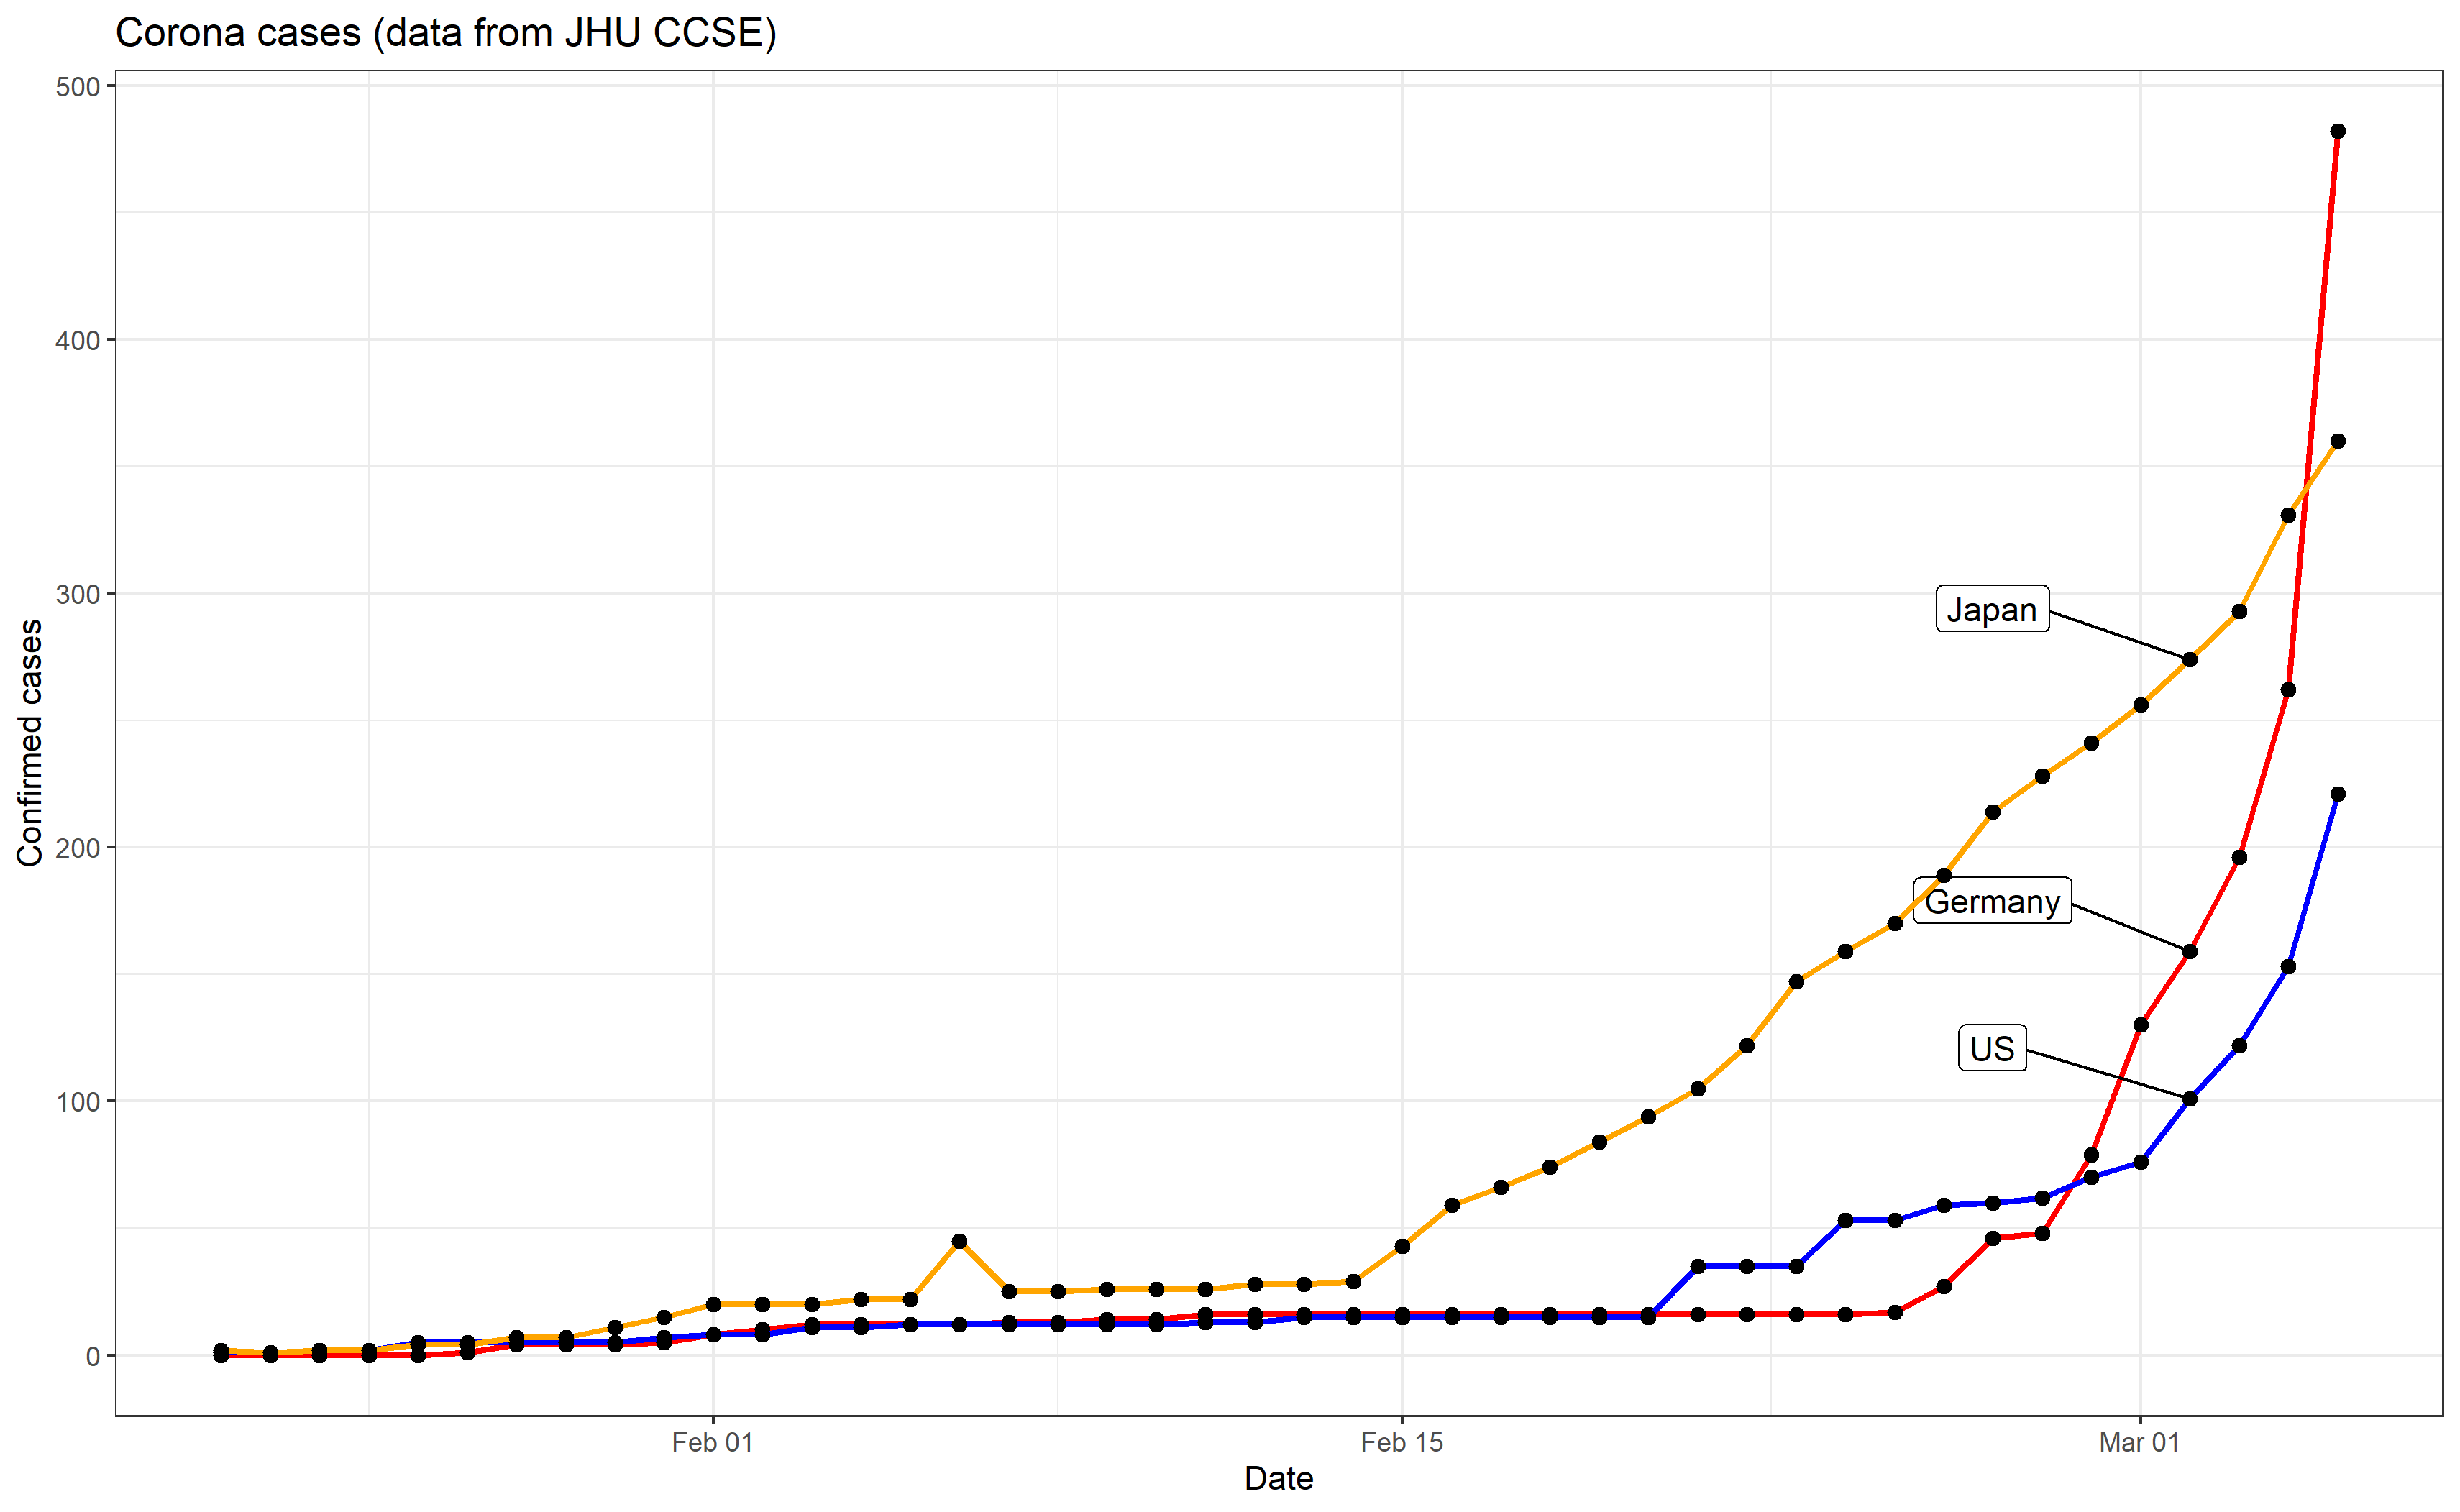 Corona cases (data from JHU CCSE)
Confirmed cases
500
400
300
200
100
0
Japan
Germany
US
Feb 01
Feb 15
Mar 01
Date